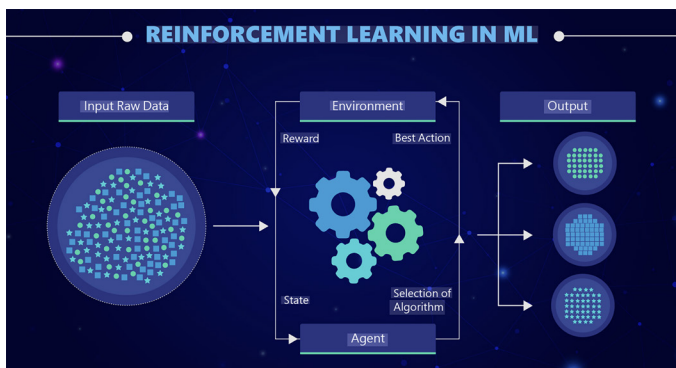 REINFORCEMENT LEARNING IN ML
Input Raw Data
Environment
Output
Reward
Best Action
State
Selection of
Algorithm
Agent